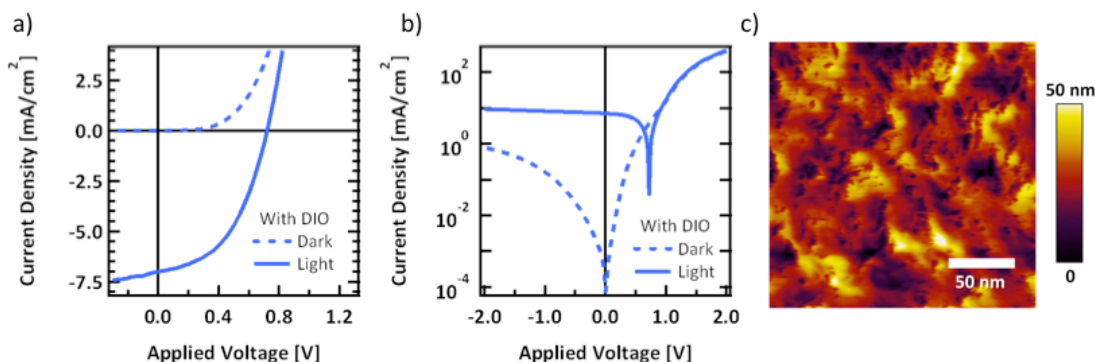 a)
Current Density [mA/cm²]
2.5
0.0
-2.5
-5.0
-7.5
With DIO
Dark
Light
0.0 0.4 0.8 1.2
Applied Voltage [V]
b)
Current Density [mA/cm²]
10²
10⁰
10⁻²
10⁻⁴
With DIO
Dark
Light
-2.0 -1.0 0.0 1.0 2.0
Applied Voltage [V]
c)
50 nm
50 nm
0